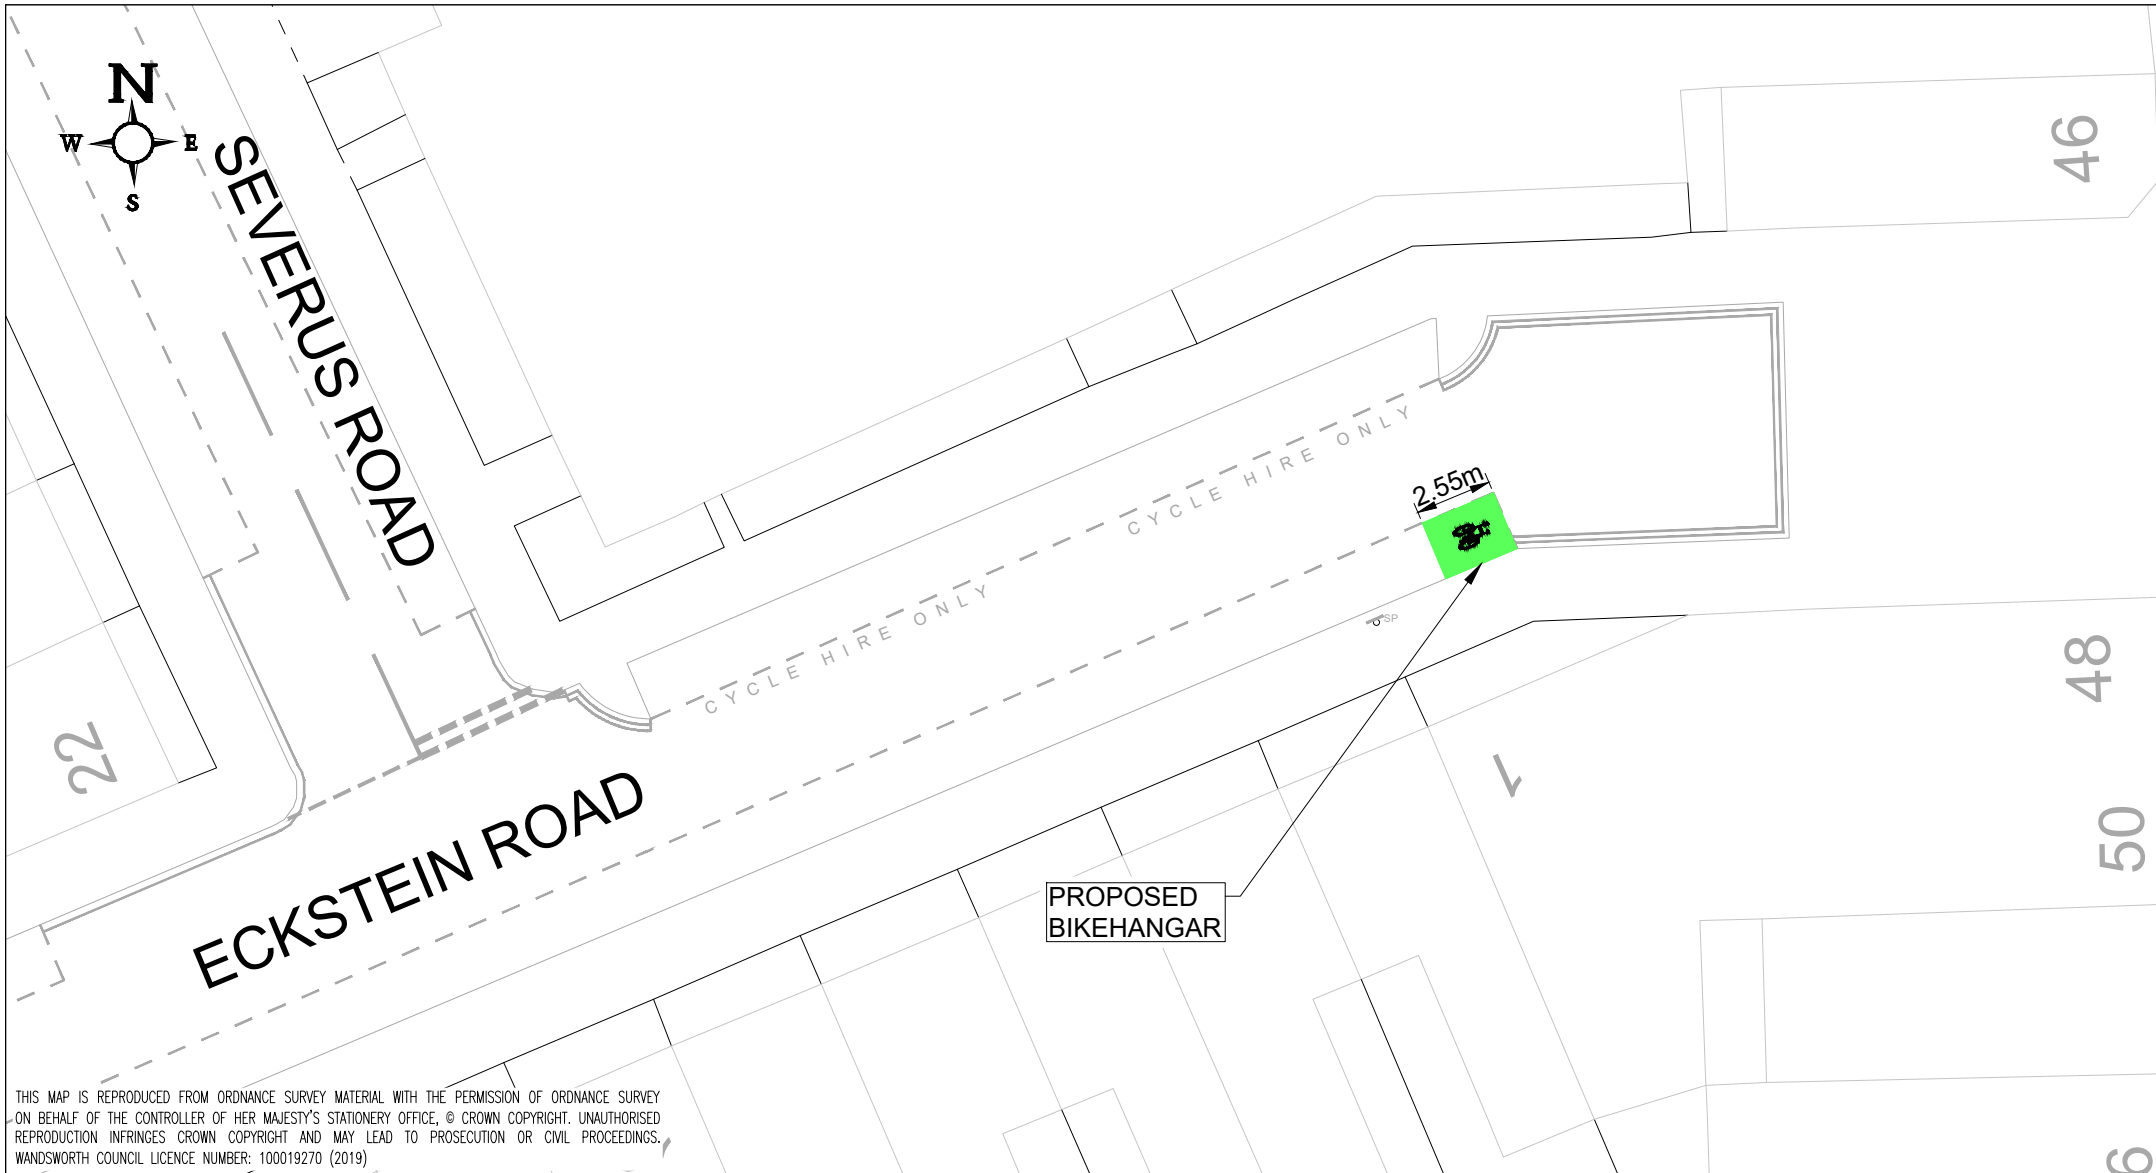 N
W E
S
SEVERUS ROAD
46
CYCLE HIRE ONLY
CYCLE HIRE ONLY
2.55m
SP
48
22
1
ECKSTEIN ROAD
50
PROPOSED
BIKEHANGAR
THIS MAP IS REPRODUCED FROM ORDNANCE SURVEY MATERIAL WITH THE PERMISSION OF ORDNANCE SURVEY
ON BEHALF OF THE CONTROLLER OF HER MAJESTY'S STATIONERY OFFICE, © CROWN COPYRIGHT. UNAUTHORISED
REPRODUCTION INFRINGES CROWN COPYRIGHT AND MAY LEAD TO PROSECUTION OR CIVIL PROCEEDINGS.
WANDSWORTH COUNCIL LICENCE NUMBER: 100019270 (2019)